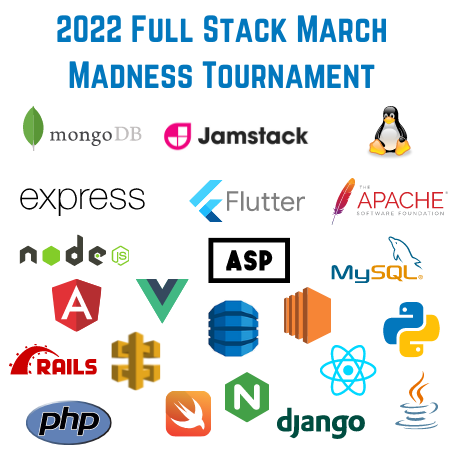 2022 Full Stack March
Madness Tournament
mongoDB
Jamstack
express
Flutter
THE
APACHE®
SOFTWARE FOUNDATION
node
JS
ASP
MySQL®
A
RAILS
N
php
django